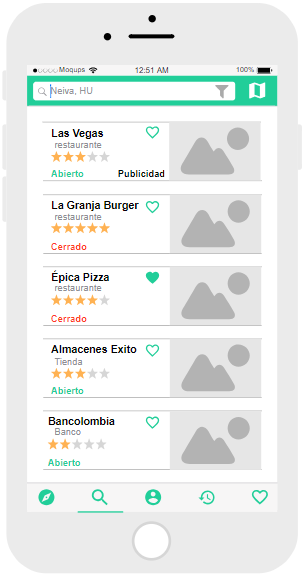 Moqups 12:51 AM 100%
Neiva, HU
Las Vegas
restaurante
Abierto Publicidad
La Granja Burger
restaurante
Cerrado
Épica Pizza
restaurante
Cerrado
Almacenes Exito
Tienda
Abierto
Bancolombia
Banco
Abierto